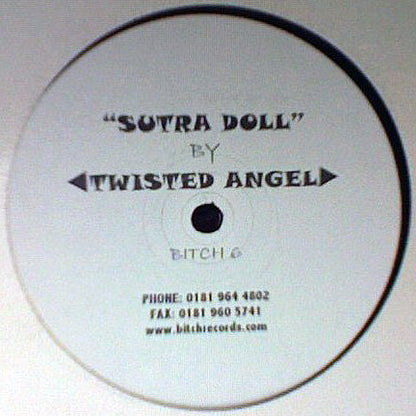 "SUTRA DOLL"
BY
TWISTED ANGEL
BITCH 6
PHONE: 0181 964 4802
FAX: 0181 960 5741
www.bitchrecords.com